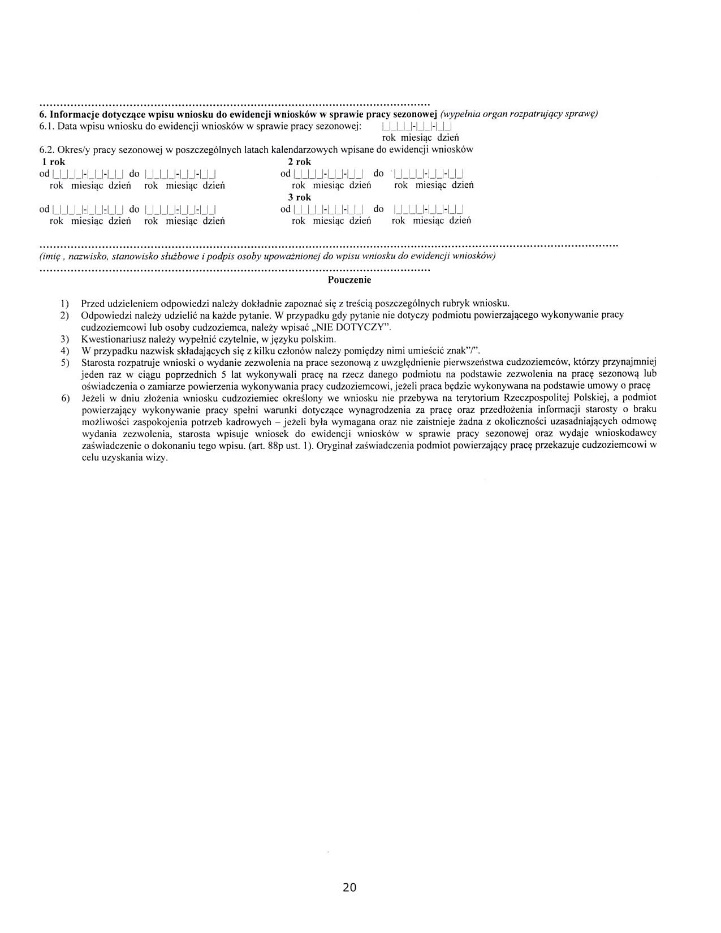 6. Informacje dotyczące wpisu wniosku do ewidencji wniosków w sprawie pracy sezonowej (wypełnia organ rozpatrujący sprawę)
6.1. Data wpisu wniosku do ewidencji wniosków w sprawie pracy sezonowej: |_|_|_|_|-|_|_|-|_|_|
rok miesiąc dzień
6.2. Okres/y pracy sezonowej w poszczególnych latach kalendarzowych wpisane do ewidencji wniosków
1 rok 2 rok
od |_|_|_|_|-|_|_|-|_|_| do |_|_|_|_|-|_|_|-|_|_| od |_|_|_|_|-|_|_|-|_|_| do |_|_|_|_|-|_|_|-|_|_|
rok miesiąc dzień rok miesiąc dzień rok miesiąc dzień rok miesiąc dzień
3 rok
od |_|_|_|_|-|_|_|-|_|_| do |_|_|_|_|-|_|_|-|_|_| od |_|_|_|_|-|_|_|-|_|_| do |_|_|_|_|-|_|_|-|_|_|
rok miesiąc dzień rok miesiąc dzień rok miesiąc dzień rok miesiąc dzień
(imię , nazwisko, stanowisko służbowe i podpis osoby upoważnionej do wpisu wniosku do ewidencji wniosków)
Pouczenie
1) Przed udzieleniem odpowiedzi należy dokładnie zapoznać się z treścią poszczególnych rubryk wniosku.
2) Odpowiedzi należy udzielić na każde pytanie. W przypadku gdy pytanie nie dotyczy podmiotu powierzającego wykonywanie pracy
cudzoziemcowi lub osoby cudzoziemca, należy wpisać „NIE DOTYCZY”.
3) Kwestionariusz należy wypełnić czytelnie, w języku polskim.
4) W przypadku nazwisk składających się z kilku członów należy pomiędzy nimi umieścić znak”/”.
5) Starosta rozpatruje wnioski o wydanie zezwolenia na prace sezonową z uwzględnienie pierwszeństwa cudzoziemców, którzy przynajmniej
jeden raz w ciągu poprzednich 5 lat wykonywali pracę na rzecz danego podmiotu na podstawie zezwolenia na pracę sezonową lub
oświadczenia o zamiarze powierzenia wykonywania pracy cudzoziemcowi, jeżeli praca będzie wykonywana na podstawie umowy o pracę
6) Jeżeli w dniu złożenia wniosku cudzoziemiec określony we wniosku nie przebywa na terytorium Rzeczpospolitej Polskiej, a podmiot
powierzający wykonywanie pracy spełni warunki dotyczące wynagrodzenia za pracę oraz przedłożenia informacji starosty o braku
możliwości zaspokojenia potrzeb kadrowych – jeżeli była wymagana oraz nie zaistnieje żadna z okoliczności uzasadniających odmowę
wydania zezwolenia, starosta wpisuje wniosek do ewidencji wniosków w sprawie pracy sezonowej oraz wydaje wnioskodawcy
zaświadczenie o dokonaniu tego wpisu. (art. 88p ust. 1). Oryginał zaświadczenia podmiot powierzający pracę przekazuje cudzoziemcowi w
celu uzyskania wizy.
20